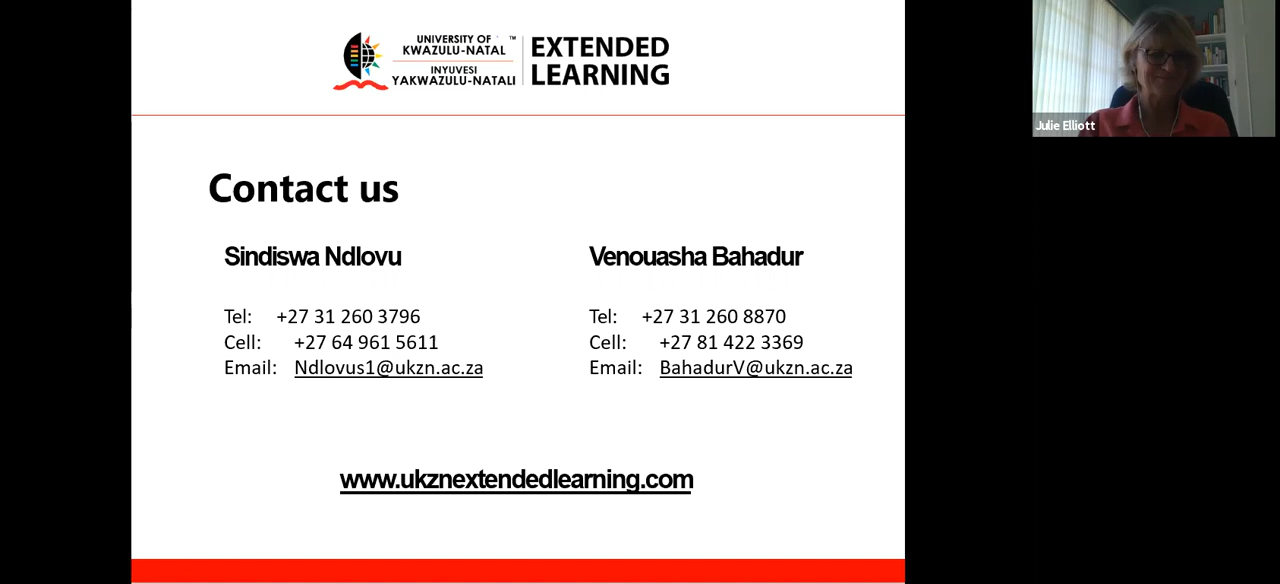 UNIVERSITY OF ™
KWAZULU-NATAL
INYUVESI
YAKWAZULU-NATALI
EXTENDED
LEARNING
Julie Elliott
Contact us
Sindiswa Ndlovu
Tel: +27 31 260 3796
Cell: +27 64 961 5611
Email: Ndlovus1@ukzn.ac.za
Venouasha Bahadur
Tel: +27 31 260 8870
Cell: +27 81 422 3369
Email: BahadurV@ukzn.ac.za
www.ukznextendedlearning.com